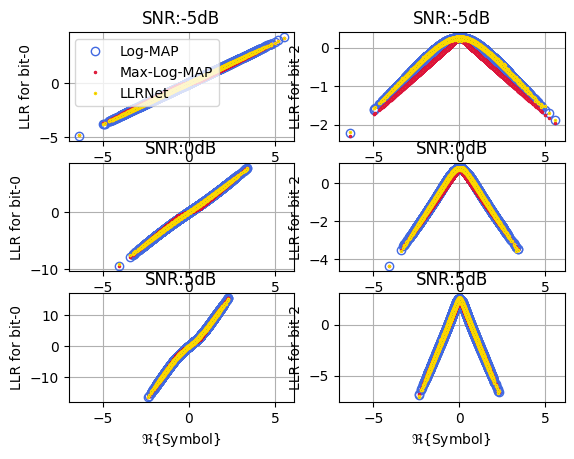 SNR:-5dB
SNR:-5dB
LLR for bit-0
0
−5
Log-MAP
Max-Log-MAP
LLRNet
−5
0
5
LLR for bit-2
0
−1
−2
−5
0
5
SNR:0dB
SNR:0dB
LLR for bit-0
0
−10
−5
0
5
LLR for bit-2
0
−2
−4
−5
0
5
SNR:5dB
SNR:5dB
LLR for bit-0
10
0
−10
−5
0
5
ℜ{Symbol}
LLR for bit-2
0
−5
−5
0
5
ℜ{Symbol}